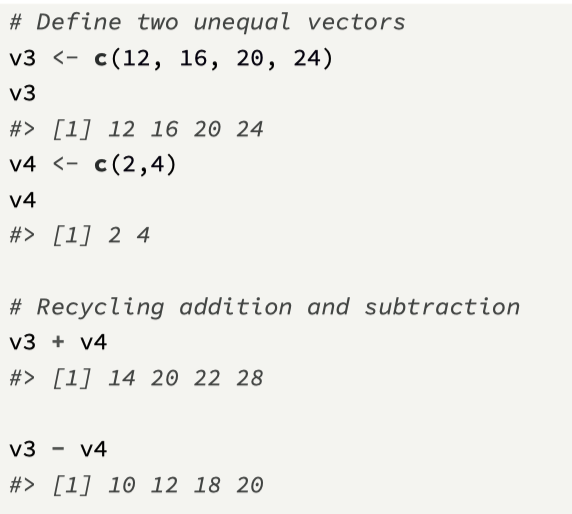 # Define two unequal vectors
v3 <- c(12, 16, 20, 24)
v3
#> [1] 12 16 20 24
v4 <- c(2,4)
v4
#> [1] 2 4
# Recycling addition and subtraction
v3 + v4
#> [1] 14 20 22 28
v3 - v4
#> [1] 10 12 18 20